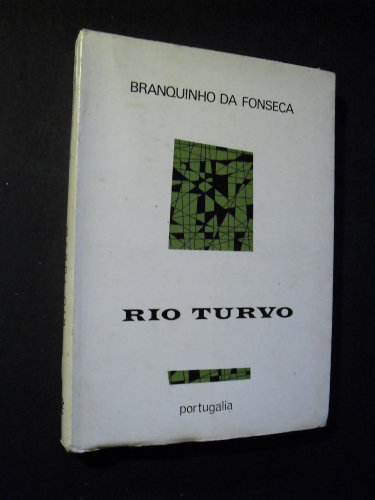 BRANQUINHO DA FONSECA
RIO TURVO
portugalia